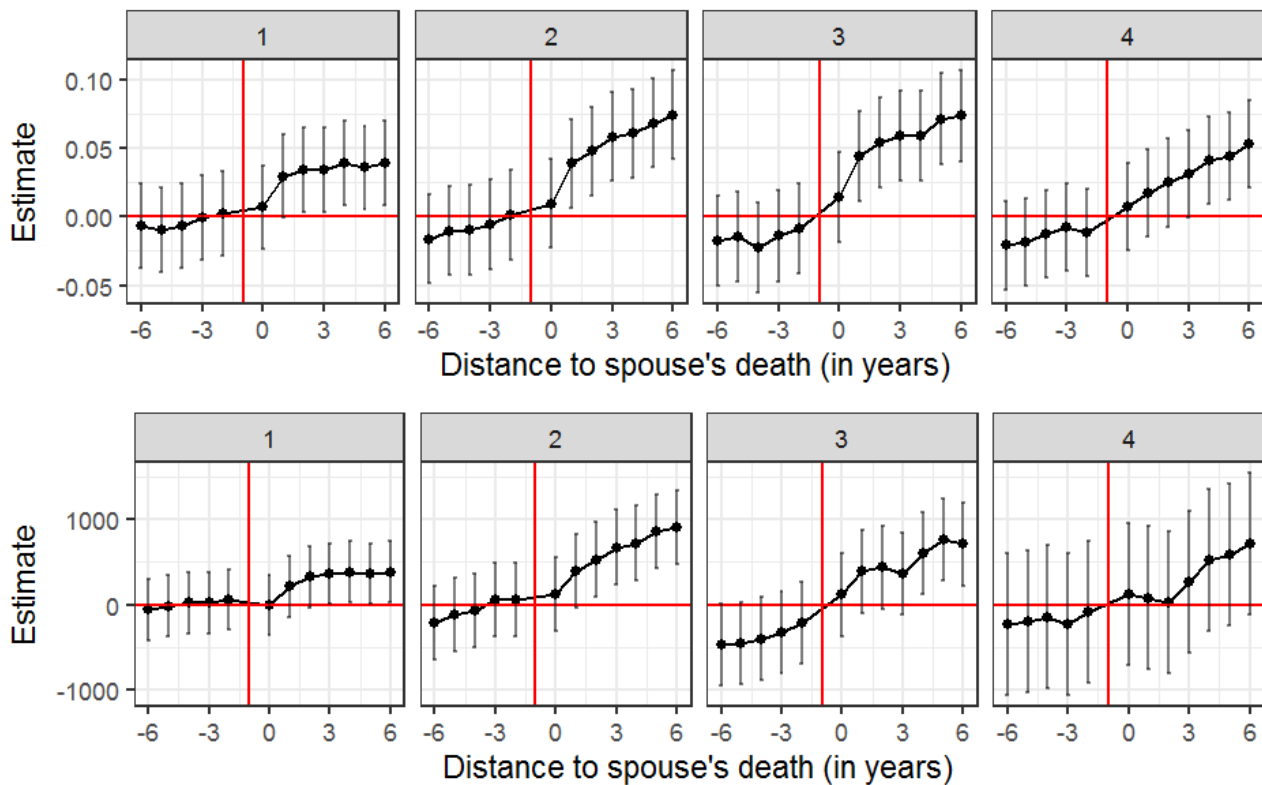 1 2 3 4
0.10
0.05
0.00
-0.05
Estimate
-6 -3 0 3 6 -6 -3 0 3 6 -6 -3 0 3 6 -6 -3 0 3 6
Distance to spouse's death (in years)
1 2 3 4
1000
0
-1000
Estimate
-6 -3 0 3 6 -6 -3 0 3 6 -6 -3 0 3 6 -6 -3 0 3 6
Distance to spouse's death (in years)